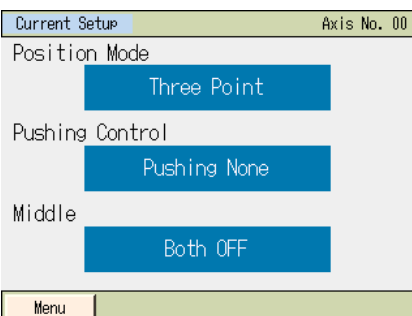 Current Setup Axis No. 00
Position Mode
Three Point
Pushing Control
Pushing None
Middle
Both OFF
Menu